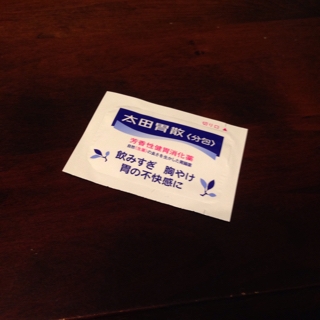 太田胃散〈分包〉
芳香性健胃消化薬
飲みすぎ 胸やけ
胃の不快感に